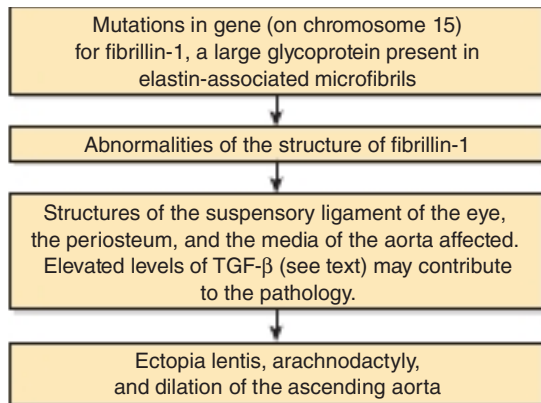 Mutations in gene (on chromosome 15)
for fibrillin-1, a large glycoprotein present in
elastin-associated microfibrils
Abnormalities of the structure of fibrillin-1
Structures of the suspensory ligament of the eye,
the periosteum, and the media of the aorta affected.
Elevated levels of TGF-β (see text) may contribute
to the pathology.
Ectopia lentis, arachnodactyly,
and dilation of the ascending aorta